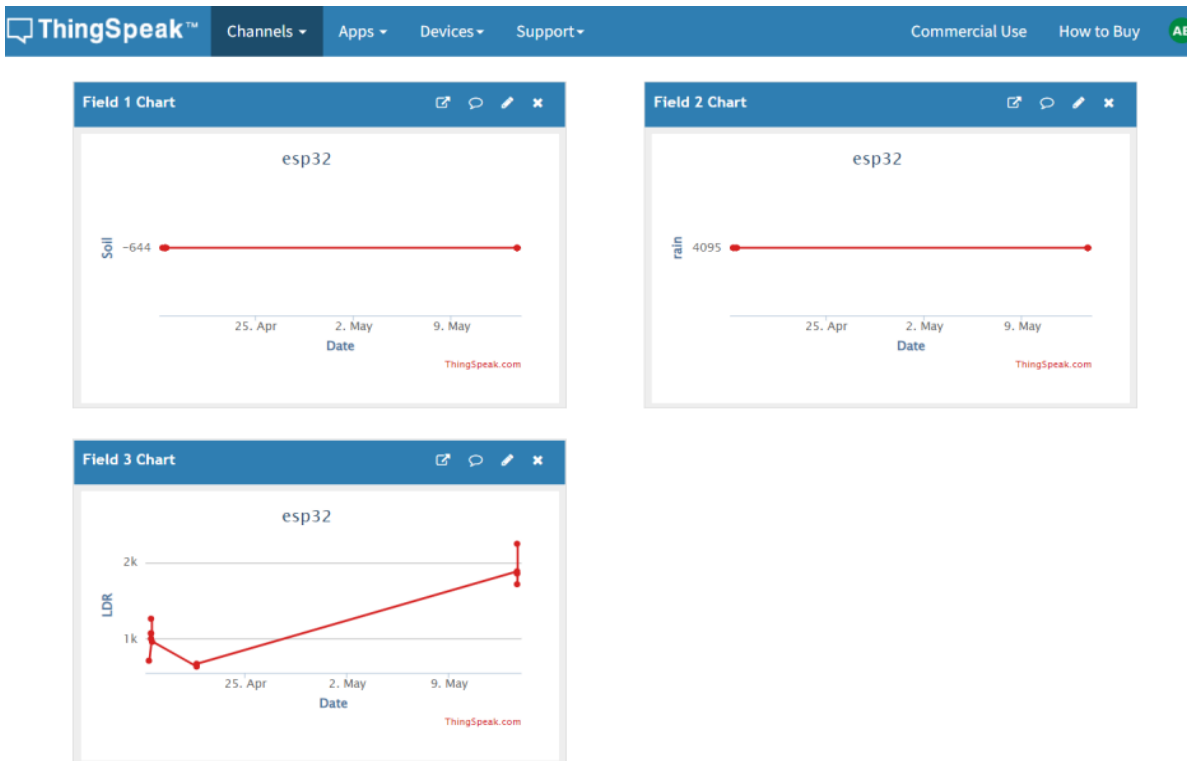 ThingSpeak™ Channels Apps Devices Support Commercial Use How to Buy
Field 1 Chart
esp32
Soil
-644
25. Apr 2. May 9. May
Date
ThingSpeak.com
Field 2 Chart
esp32
rain
4095
25. Apr 2. May 9. May
Date
ThingSpeak.com
Field 3 Chart
esp32
LDR
2k
1k
25. Apr 2. May 9. May
Date
ThingSpeak.com